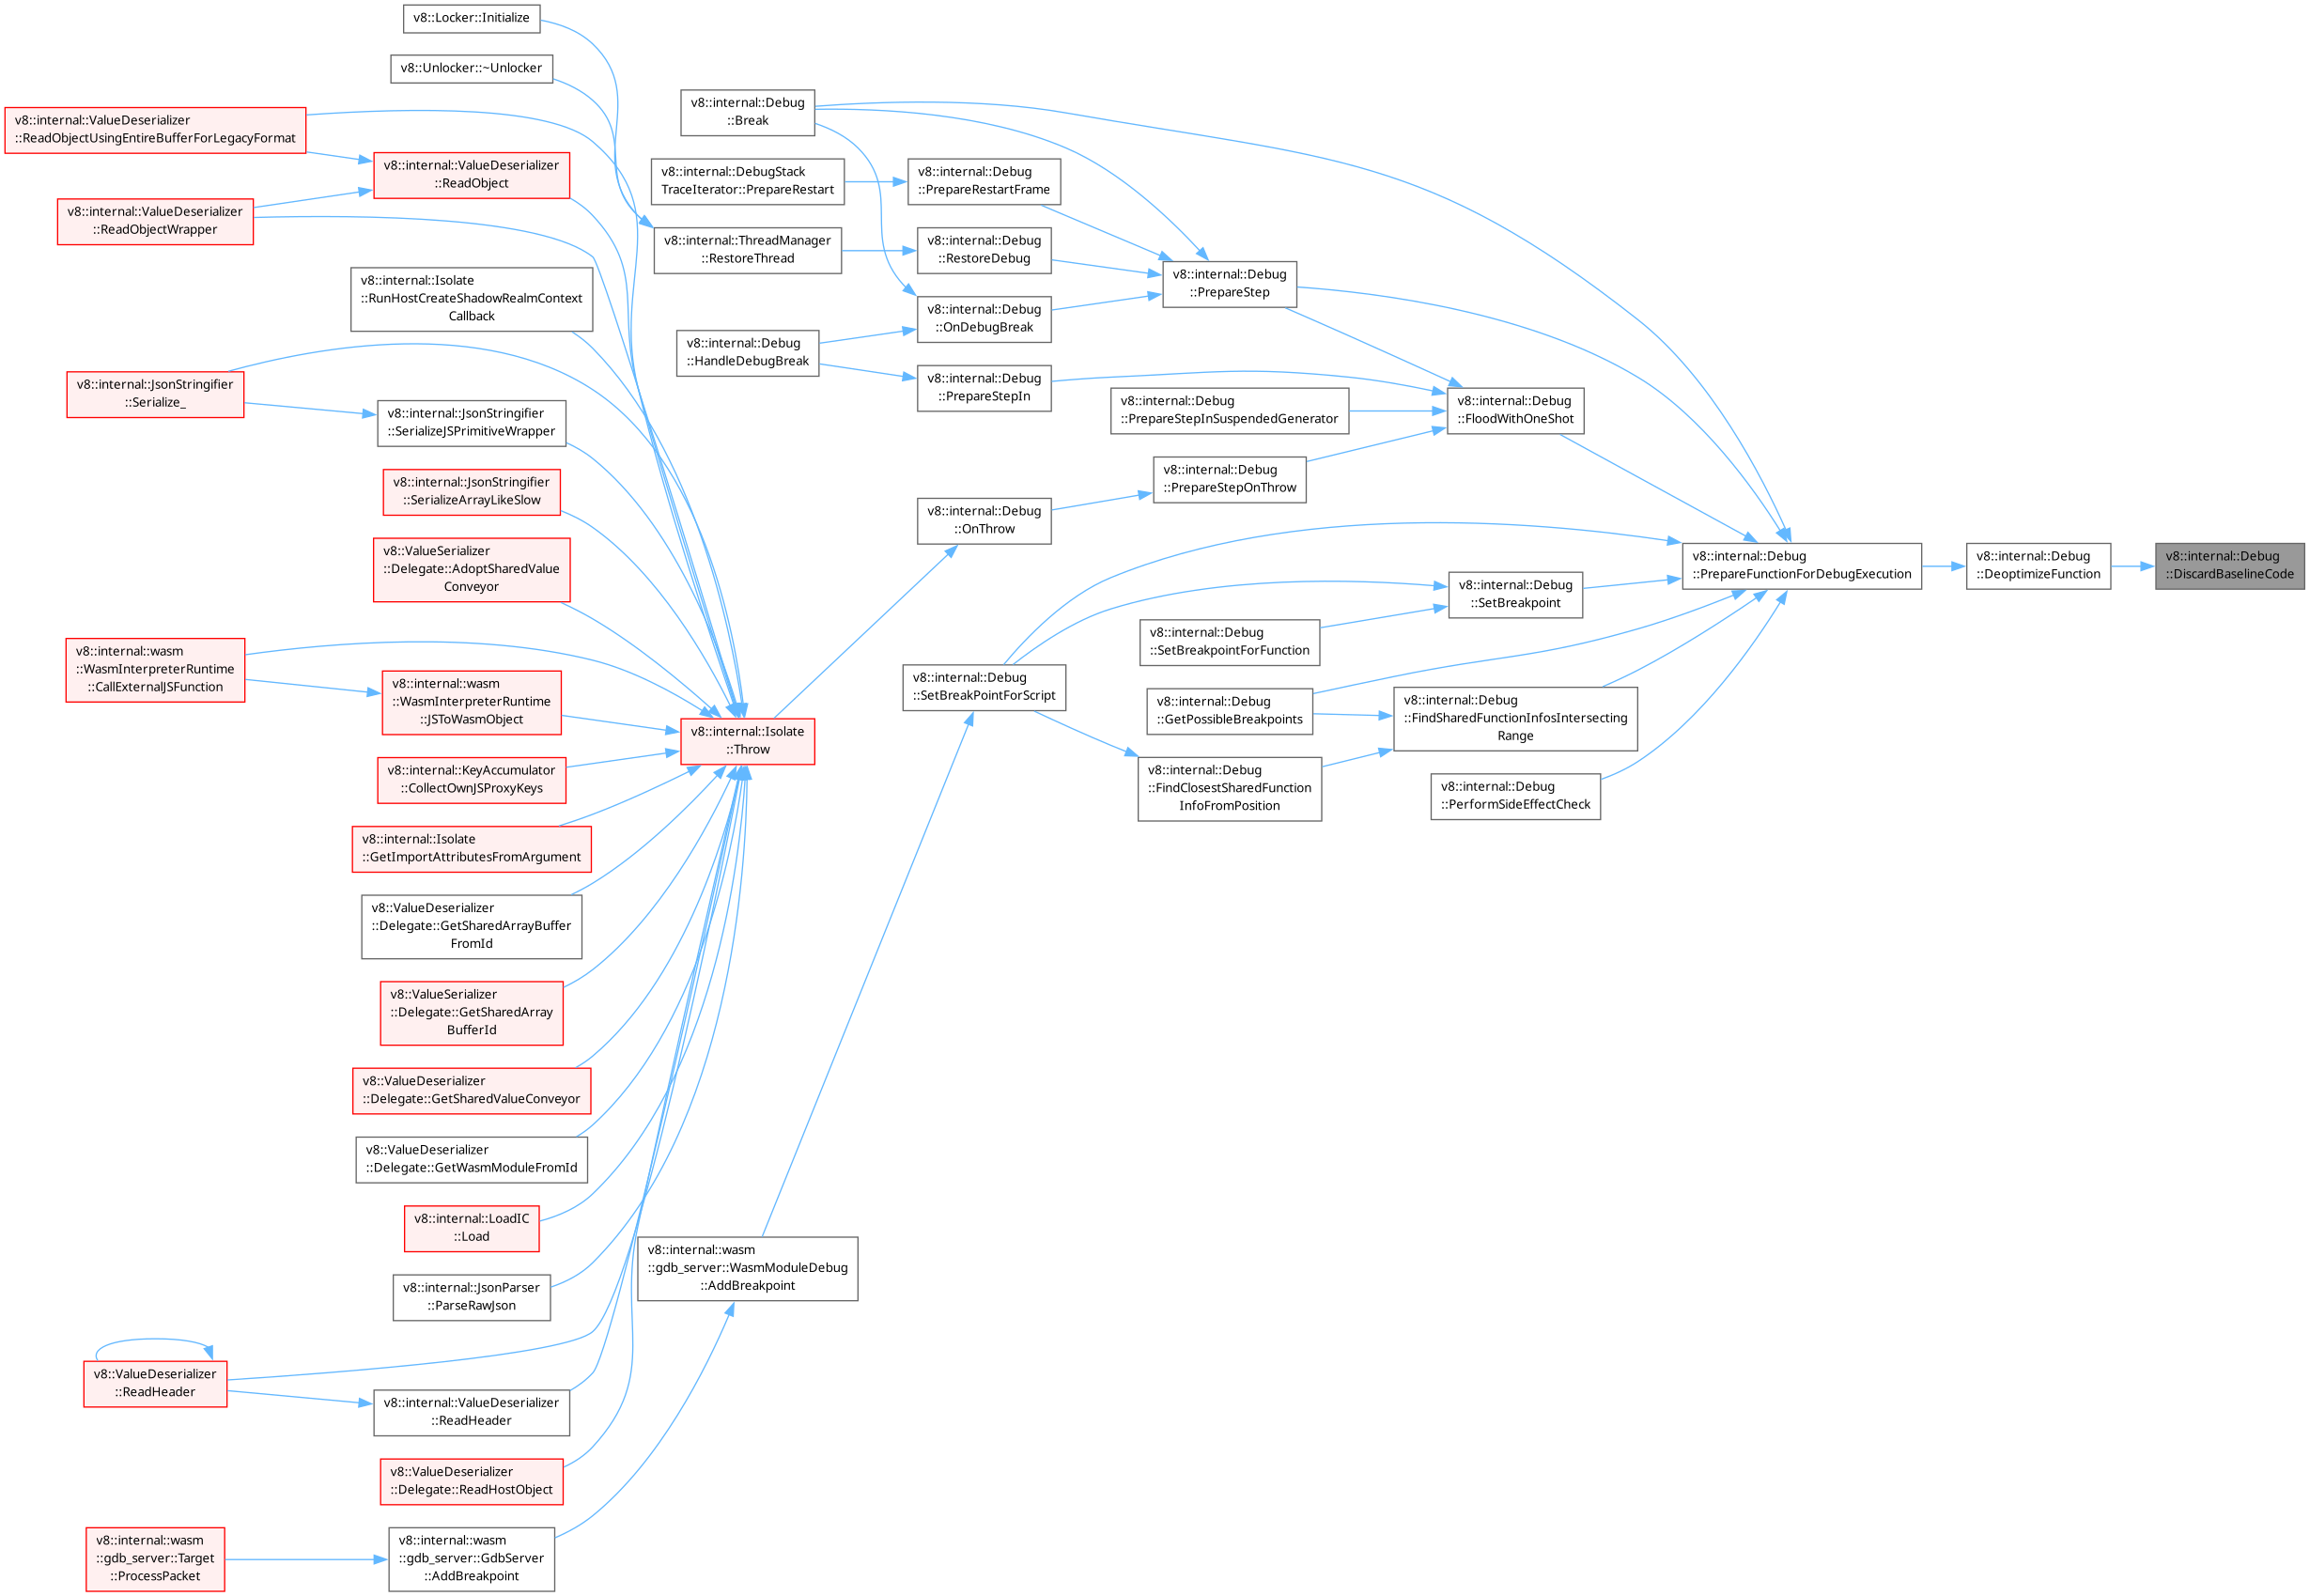 v8::Locker::Initialize
v8::Unlocker::~Unlocker
v8::internal::ValueDeserializer
::ReadObjectUsingEntireBufferForLegacyFormat
v8::internal::ValueDeserializer
::ReadObject
v8::internal::ValueDeserializer
::ReadObjectWrapper
v8::internal::Isolate
::RunHostCreateShadowRealmContext
Callback
v8::internal::JsonStringifier
::Serialize_
v8::internal::JsonStringifier
::SerializeJSPrimitiveWrapper
v8::internal::JsonStringifier
::SerializeArrayLikeSlow
v8::ValueSerializer
::Delegate::AdoptSharedValue
Conveyor
v8::internal::wasm
::WasmInterpreterRuntime
::CallExternalJSFunction
v8::internal::wasm
::WasmInterpreterRuntime
::JSToWasmObject
v8::internal::KeyAccumulator
::CollectOwnJSProxyKeys
v8::internal::Isolate
::GetImportAttributesFromArgument
v8::ValueDeserializer
::Delegate::GetSharedArrayBuffer
FromId
v8::ValueSerializer
::Delegate::GetSharedArray
BufferId
v8::ValueDeserializer
::Delegate::GetSharedValueConveyor
v8::ValueDeserializer
::Delegate::GetWasmModuleFromId
v8::internal::LoadIC
::Load
v8::internal::JsonParser
::ParseRawJson
v8::ValueDeserializer
::ReadHeader
v8::internal::ValueDeserializer
::ReadHeader
v8::ValueDeserializer
::Delegate::ReadHostObject
v8::internal::wasm
::gdb_server::Target
::ProcessPacket
v8::internal::wasm
::gdb_server::GdbServer
::AddBreakpoint
v8::internal::Debug
::Break
v8::internal::DebugStack
TraceIterator::PrepareRestart
v8::internal::ThreadManager
::RestoreThread
v8::internal::Debug
::HandleDebugBreak
v8::internal::Isolate
::Throw
v8::internal::wasm
::gdb_server::WasmModuleDebug
::AddBreakpoint
v8::internal::Debug
::PrepareRestartFrame
v8::internal::Debug
::RestoreDebug
v8::internal::Debug
::OnDebugBreak
v8::internal::Debug
::PrepareStepIn
v8::internal::Debug
::OnThrow
v8::internal::Debug
::SetBreakPointForScript
v8::internal::Debug
::PrepareStep
v8::internal::Debug
::PrepareStepInSuspendedGenerator
v8::internal::Debug
::PrepareStepOnThrow
v8::internal::Debug
::SetBreakpointForFunction
v8::internal::Debug
::GetPossibleBreakpoints
v8::internal::Debug
::FindClosestSharedFunction
InfoFromPosition
v8::internal::Debug
::FloodWithOneShot
v8::internal::Debug
::SetBreakpoint
v8::internal::Debug
::FindSharedFunctionInfosIntersecting
Range
v8::internal::Debug
::PerformSideEffectCheck
v8::internal::Debug
::PrepareFunctionForDebugExecution
v8::internal::Debug
::DeoptimizeFunction
v8::internal::Debug
::DiscardBaselineCode